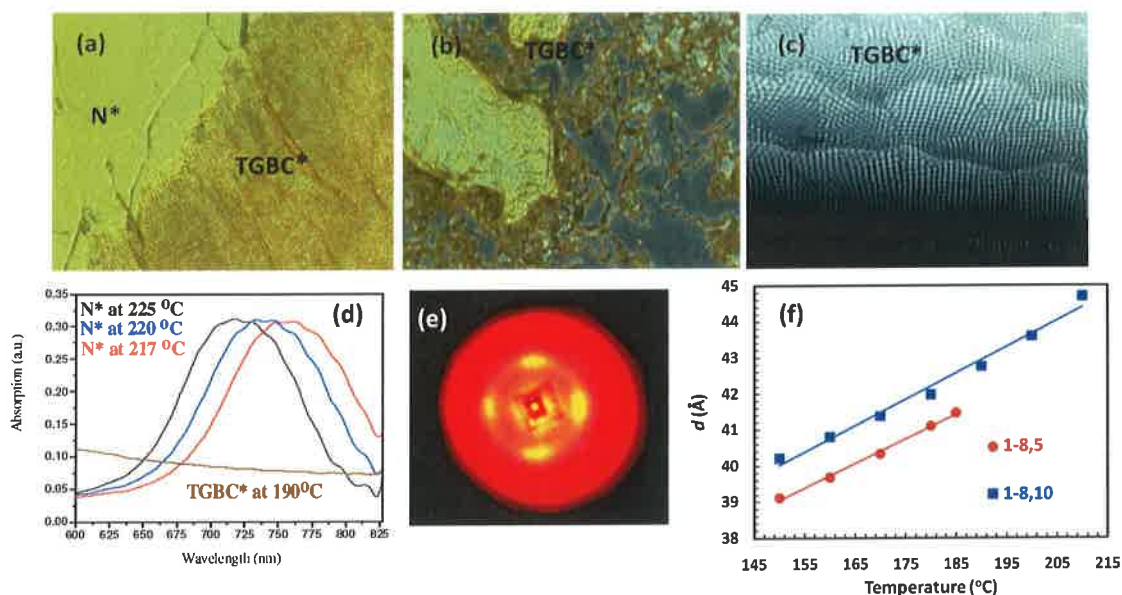 (a)
N*
TGBC*
(b)
TGBC*
(c)
TGBC*
(d)
N* at 225 ⁰C
N* at 220 ⁰C
N* at 217 ⁰C
TGBC* at 190⁰C
Absorption (a.u.)
0.35
0.30
0.25
0.20
0.15
0.10
0.05
0.00
600 625 650 675 700 725 750 775 800 825
Wavelength (nm)
(e)
(f)
d (Å)
45
44
43
42
41
40
39
38
1-8,5
1-8,10
145 155 165 175 185 195 205 215
Temperature (°C)